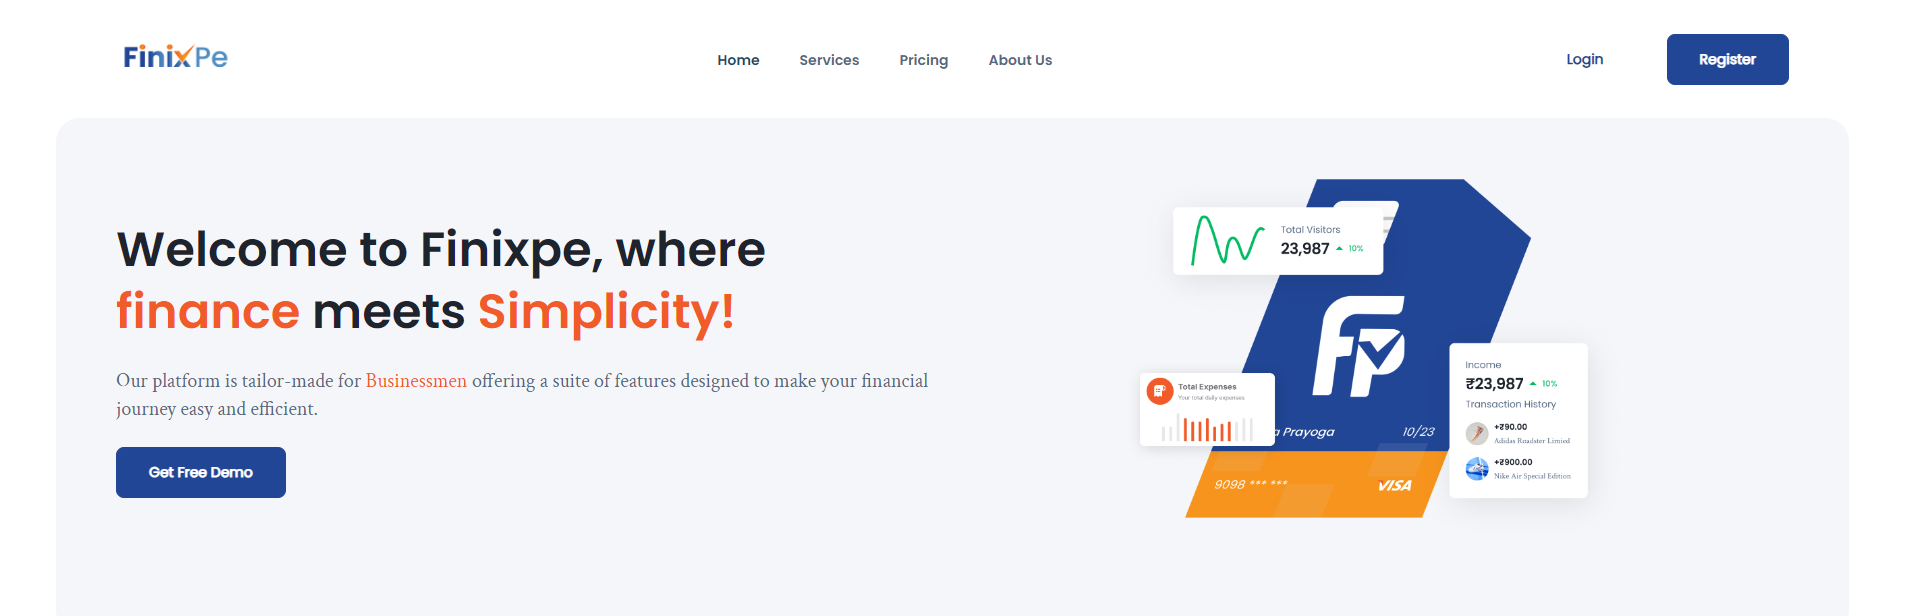 FinixPe
Home Services Pricing About Us
Login Register
Welcome to Finixpe, where
finance meets Simplicity!
Our platform is tailor-made for Businessmen offering a suite of features designed to make your financial
journey easy and efficient.
Get Free Demo
Total Visitors
23,987 10%
FP
Total Expenses
Your total daily expenses
a Prayoga 10/23
9098 *** ***
VISA
Income
₹23,987 10%
Transaction History
+₹90.00
Adidas Roadster Limied
+₹900.00
Nike Air Special Edition